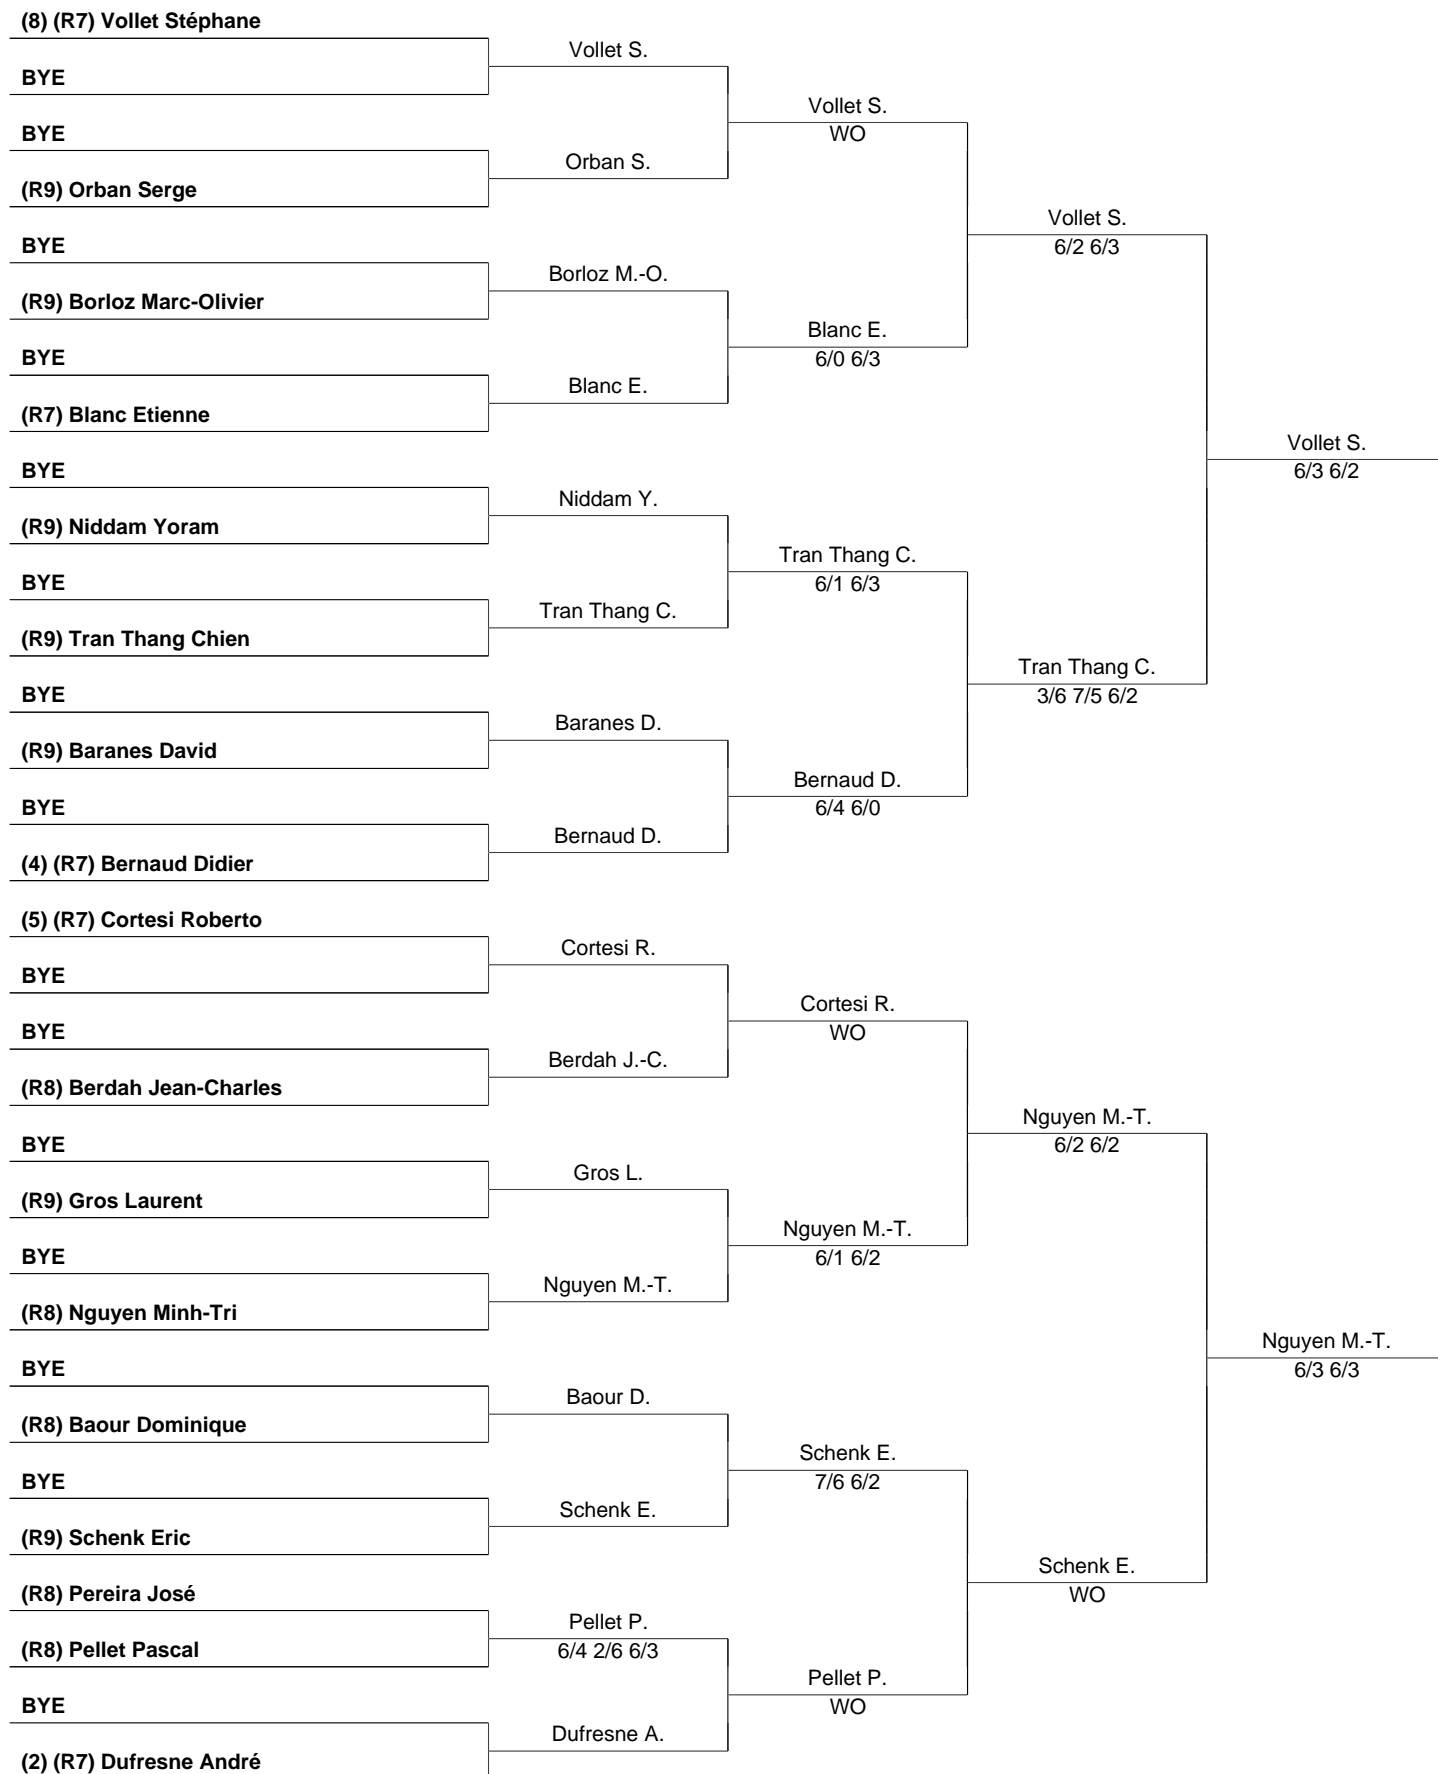 (8) (R7) Vollet Stéphane
Vollet S.
BYE
Vollet S.
WO
BYE
Orban S.
(R9) Orban Serge
Vollet S.
6/2 6/3
BYE
Borloz M.-O.
(R9) Borloz Marc-Olivier
Blanc E.
6/0 6/3
BYE
Blanc E.
(R7) Blanc Etienne
Vollet S.
6/3 6/2
BYE
Niddam Y.
(R9) Niddam Yoram
Tran Thang C.
6/1 6/3
BYE
Tran Thang C.
(R9) Tran Thang Chien
Tran Thang C.
3/6 7/5 6/2
BYE
Baranes D.
(R9) Baranes David
Bernaud D.
6/4 6/0
BYE
Bernaud D.
(4) (R7) Bernaud Didier
(5) (R7) Cortesi Roberto
Cortesi R.
BYE
Cortesi R.
WO
BYE
Berdah J.-C.
(R8) Berdah Jean-Charles
Nguyen M.-T.
6/2 6/2
BYE
Gros L.
(R9) Gros Laurent
Nguyen M.-T.
6/1 6/2
BYE
Nguyen M.-T.
(R8) Nguyen Minh-Tri
Nguyen M.-T.
6/3 6/3
BYE
Baour D.
(R8) Baour Dominique
Schenk E.
7/6 6/2
BYE
Schenk E.
(R9) Schenk Eric
Schenk E.
WO
(R8) Pereira José
Pellet P.
6/4 2/6 6/3
(R8) Pellet Pascal
Pellet P.
WO
BYE
Dufresne A.
(2) (R7) Dufresne André